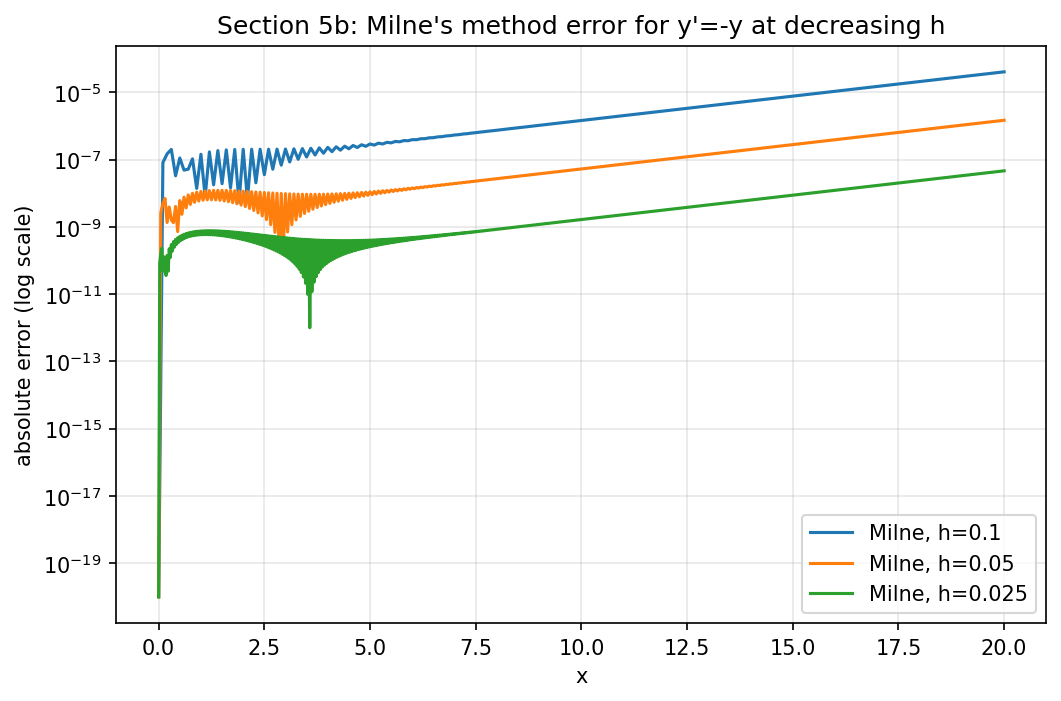 Section 5b: Milne's method error for y'=-y at decreasing h
absolute error (log scale)
10⁻⁵
10⁻⁷
10⁻⁹
10⁻¹¹
10⁻¹³
10⁻¹⁵
10⁻¹⁷
10⁻¹⁹
Milne, h=0.1
Milne, h=0.05
Milne, h=0.025
0.0 2.5 5.0 7.5 10.0 12.5 15.0 17.5 20.0
x